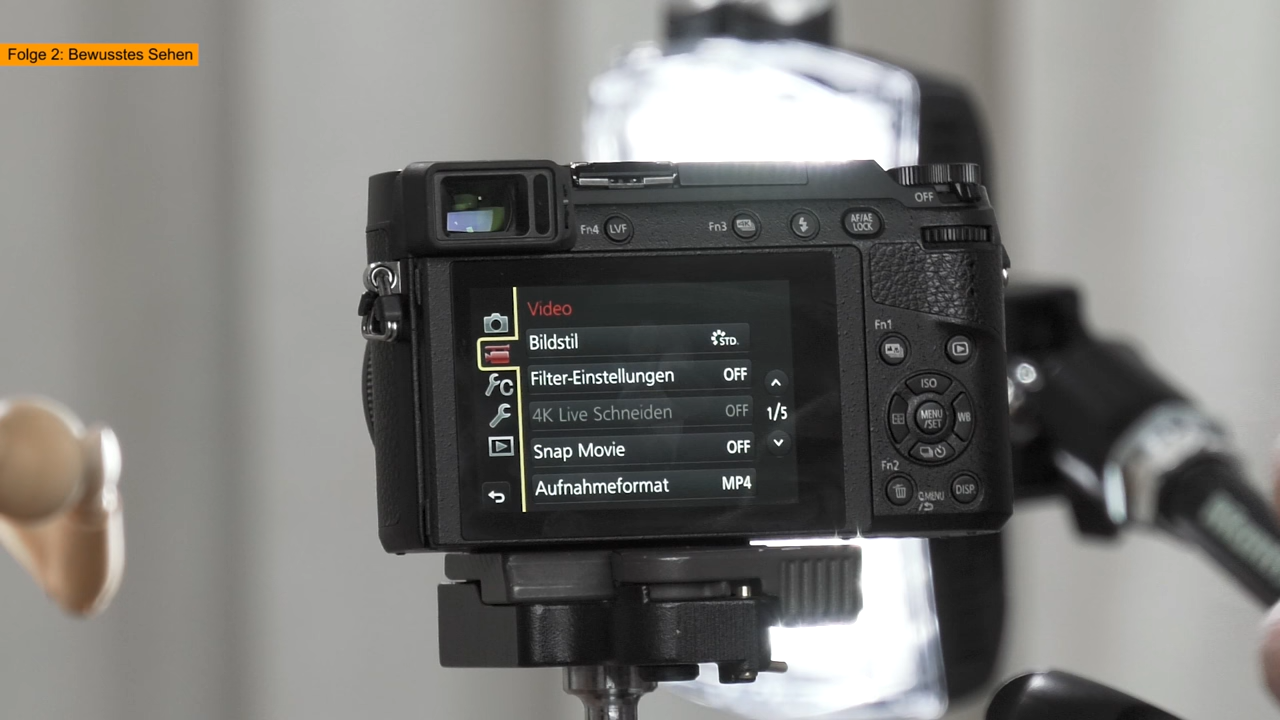 Folge 2: Bewusstes Sehen
OFF
Fn4 LVF
Fn3 4K
AF/AE LOCK
Video
Bildstil STD.
Filter-Einstellungen OFF
4K Live Schneiden OFF
Snap Movie OFF
Aufnahmeformat MP4
1/5
Fn1
ISO
MENU /SET
WB
Fn2
Q.MENU
DISP.